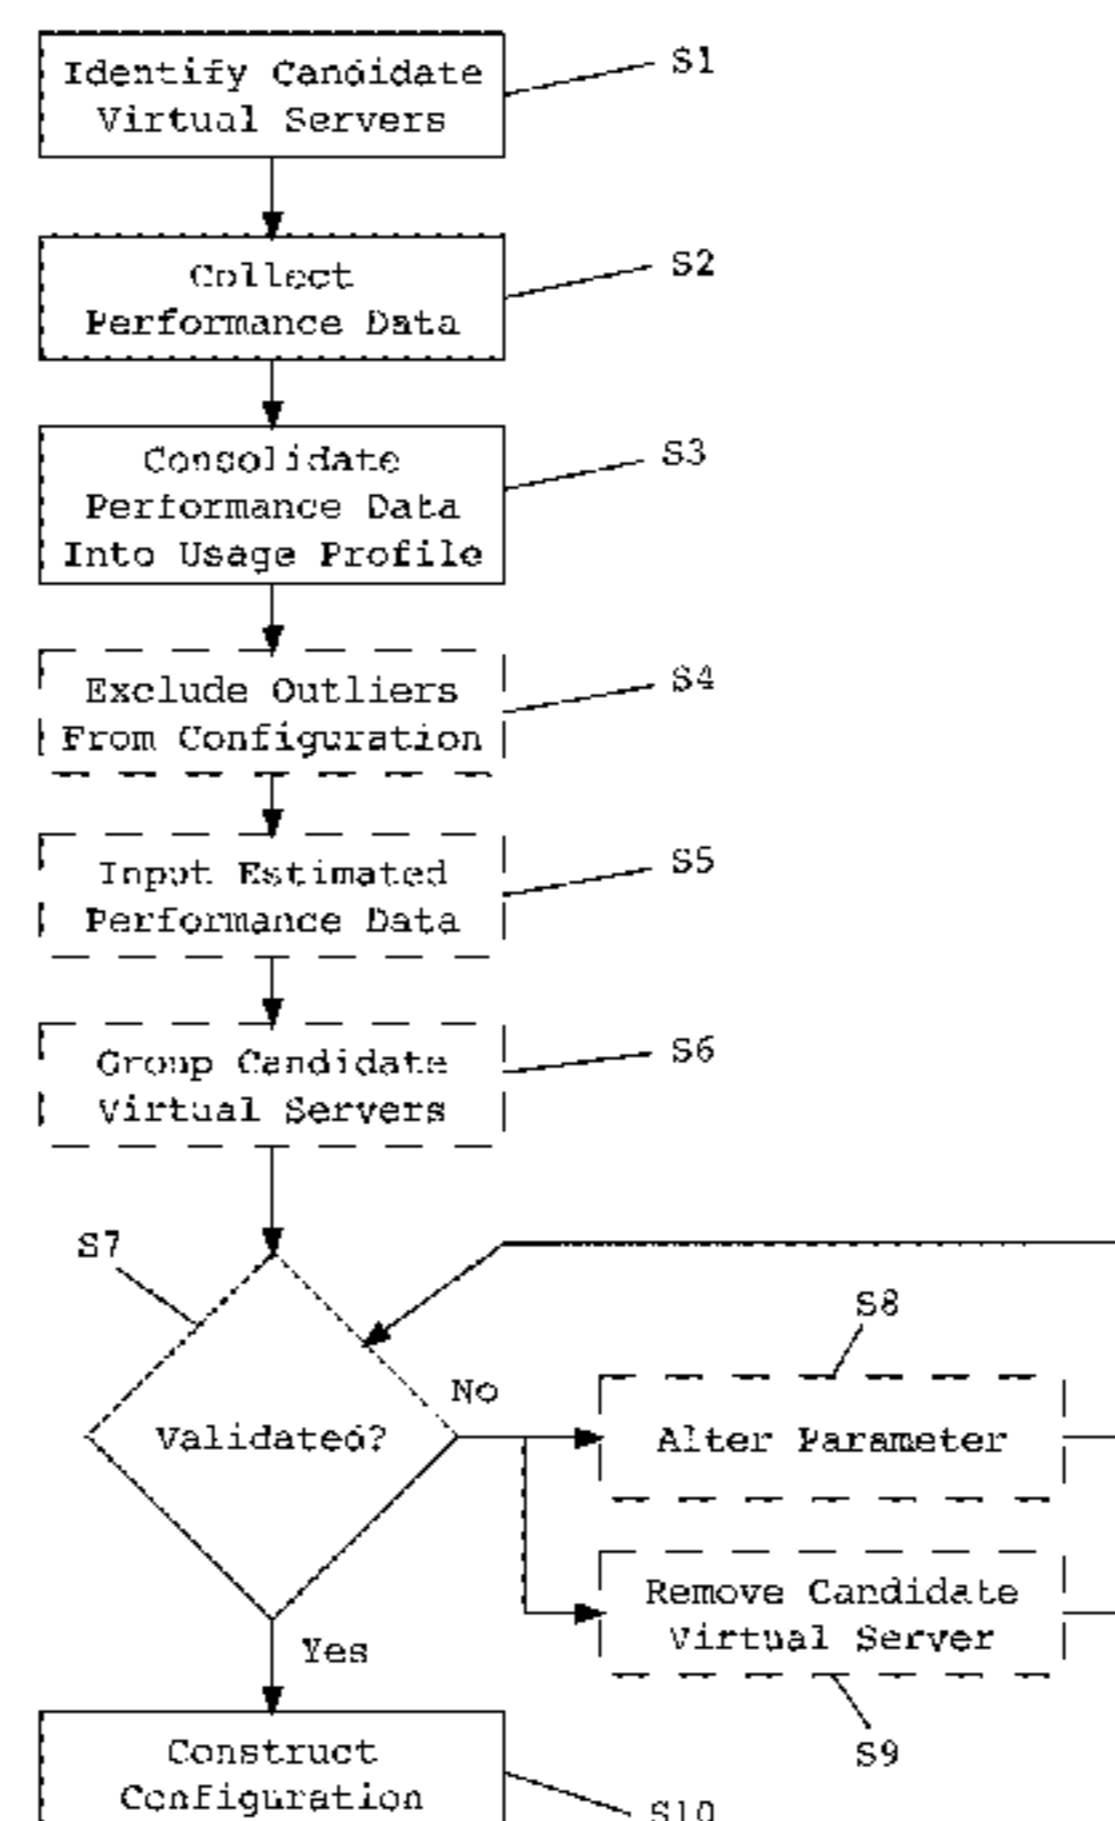 Identify Candidate
Virtual Servers
S1
Collect
Performance Data
S2
Consolidate
Performance Data
Into Usage Profile
S3
Exclude Outliers
From Configuration
S4
Input Estimated
Performance Data
S5
Group Candidate
Virtual Servers
S6
S7
Validated?
No
S8
Alter Parameter
Remove Candidate
Virtual Server
S9
Yes
Construct
Configuration
S10